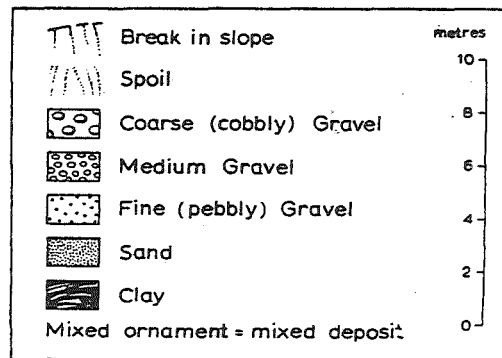 Break in slope
Spoil
Coarse (cobbly) Gravel
Medium Gravel
Fine (pebbly) Gravel
Sand
Clay
Mixed ornament = mixed deposit
metres
10
8
6
4
2
0